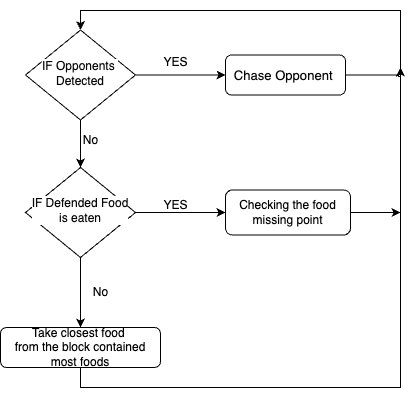 IF Opponents
Detected
YES
Chase Opponent
No
IF Defended Food
is eaten
YES
Checking the food
missing point
No
Take closest food
from the block contained
most foods